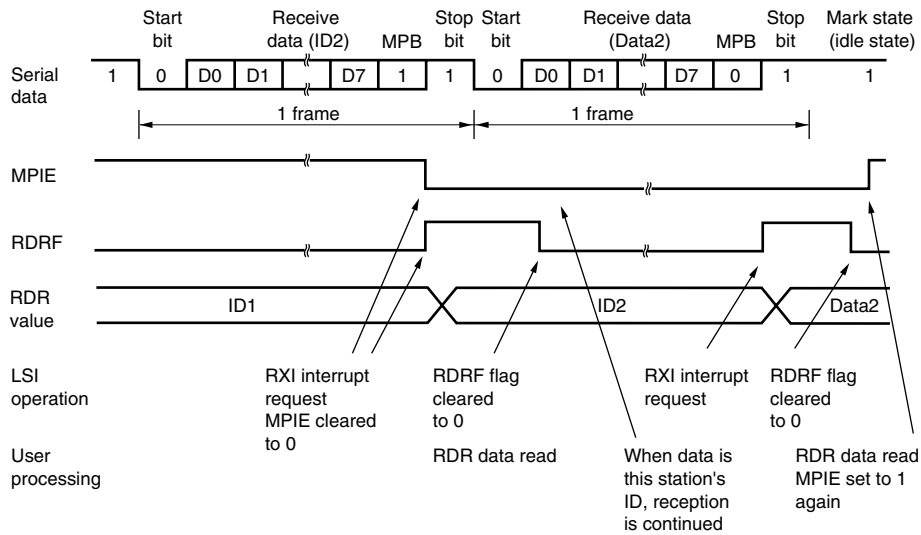 Start bit
Receive data (ID2)
MPB
Stop bit
Start bit
Receive data (Data2)
MPB
Stop bit
Mark state (idle state)
Serial data
1 0 D0 D1 D7 1 1 0 D0 D1 D7 0 1 1
1 frame
1 frame
MPIE
RDRF
RDR value
ID1
ID2
Data2
LSI operation
RXI interrupt
request
MPIE cleared
to 0
RDRF flag
cleared
to 0
RXI interrupt
request
RDRF flag
cleared
to 0
User processing
RDR data read
When data is
this station's
ID, reception
is continued
RDR data read
MPIE set to 1
again